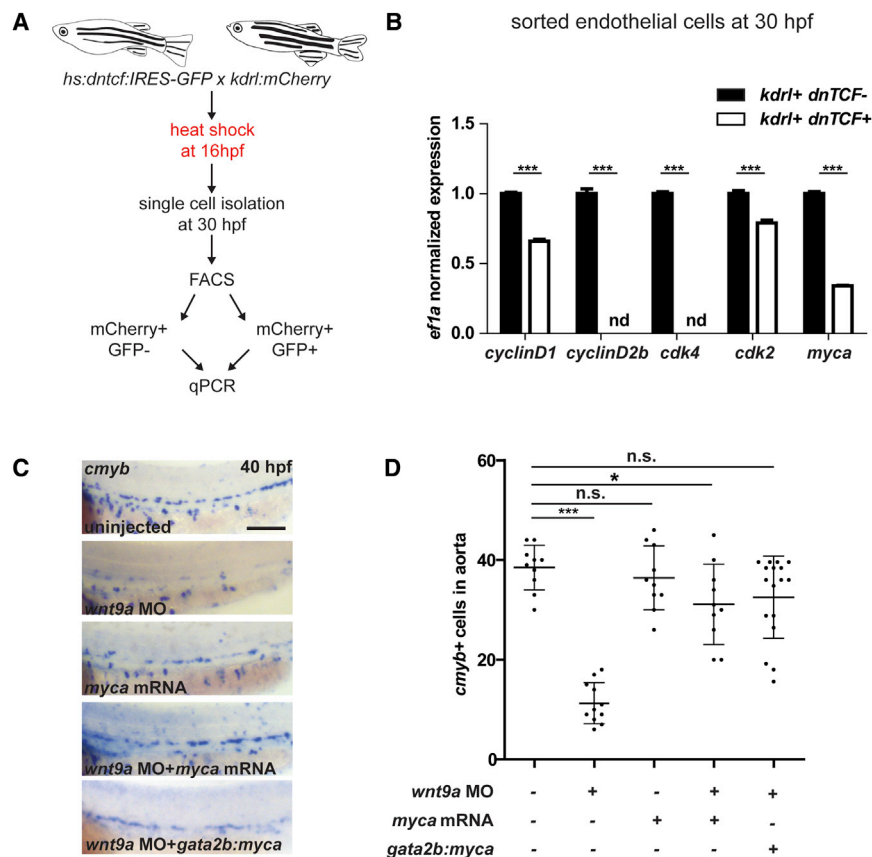 A
hs:dntcf:IRES-GFP x kdrl:mCherry
heat shock
at 16hpf
single cell isolation
at 30 hpf
FACS
mCherry+
GFP-
mCherry+
GFP+
qPCR
B
sorted endothelial cells at 30 hpf
kdrl+ dnTCF-
kdrl+ dnTCF+
ef1a normalized expression
1.5
1.0
0.5
0.0
*** *** *** *** ***
nd nd
cyclinD1 cyclinD2b cdk4 cdk2 myca
C
cmyb 40 hpf
uninjected
wnt9a MO
myca mRNA
wnt9a MO+myca mRNA
wnt9a MO+gata2b:myca
D
cmyb+ cells in aorta
60
40
20
0
n.s.
*
n.s.
***
wnt9a MO - + - + +
myca mRNA - - + + -
gata2b:myca - - - - +